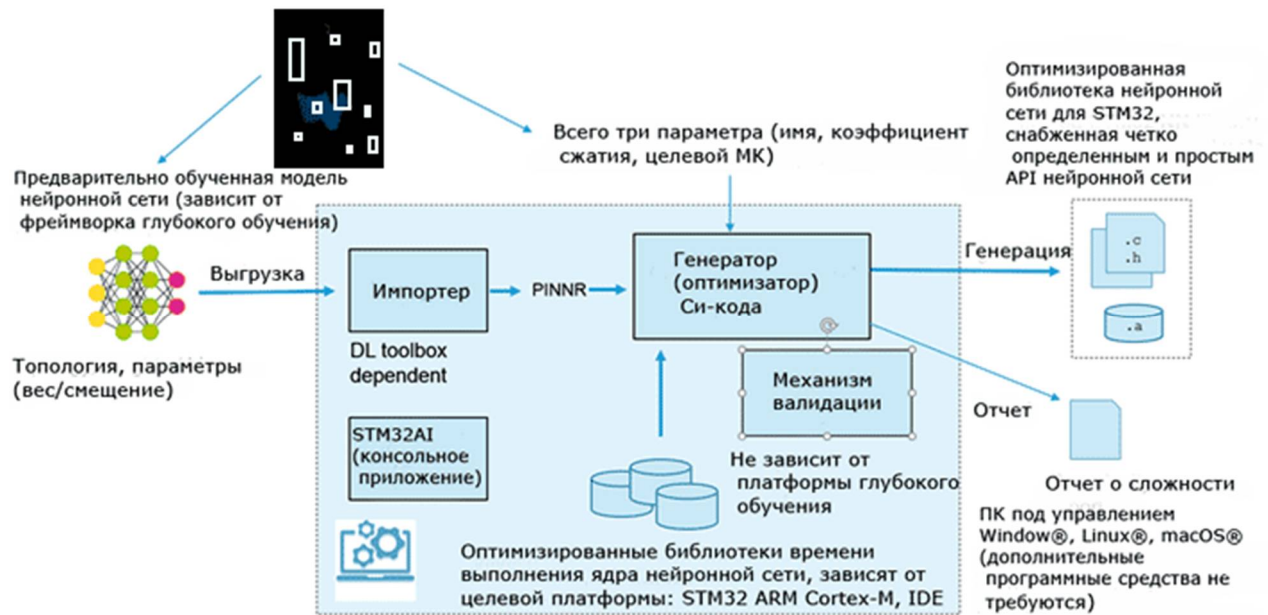 Оптимизированная
библиотека нейронной
сети для STM32,
снабженная четко
определенным и простым
API нейронной сети
Всего три параметра (имя, коэффициент
сжатия, целевой МК)
Предварительно обученная модель
нейронной сети (зависит от
фреймворка глубокого обучения)
Выгрузка
Импортер
PINNR
Генератор
(оптимизатор)
Си-кода
Генерация
.c
.h
.a
Топология, параметры
(вес/смещение)
DL toolbox
dependent
Механизм
валидации
Отчет
STM32AI
(консольное
приложение)
Не зависит от
платформы глубокого
обучения
Отчет о сложности
ПК под управлением
Window®, Linux®, macOS®
(дополнительные
программные средства не
требуются)
Оптимизированные библиотеки времени
выполнения ядра нейронной сети, зависят от
целевой платформы: STM32 ARM Cortex-M, IDE